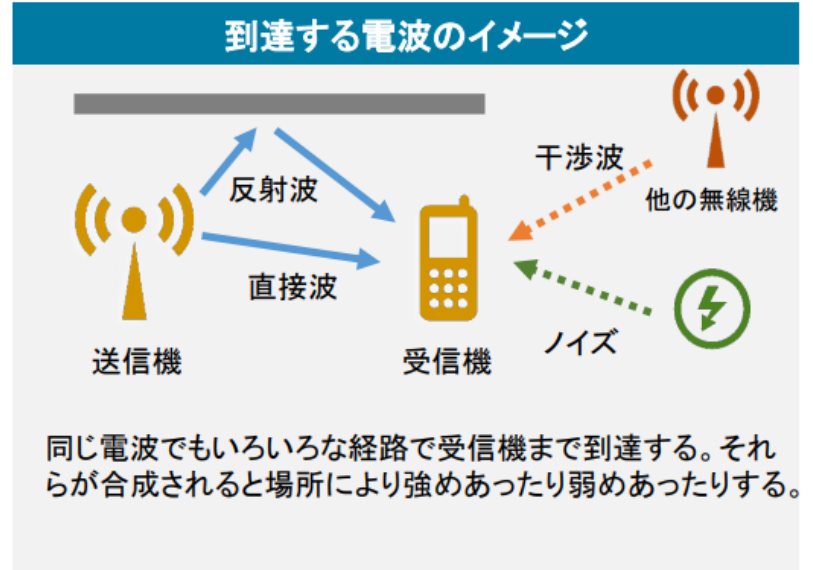 到達する電波のイメージ
干渉波
他の無線機
反射波
直接波
送信機
受信機
ノイズ
同じ電波でもいろいろな経路で受信機まで到達する。それ
らが合成されると場所により強めあったり弱めあったりする。